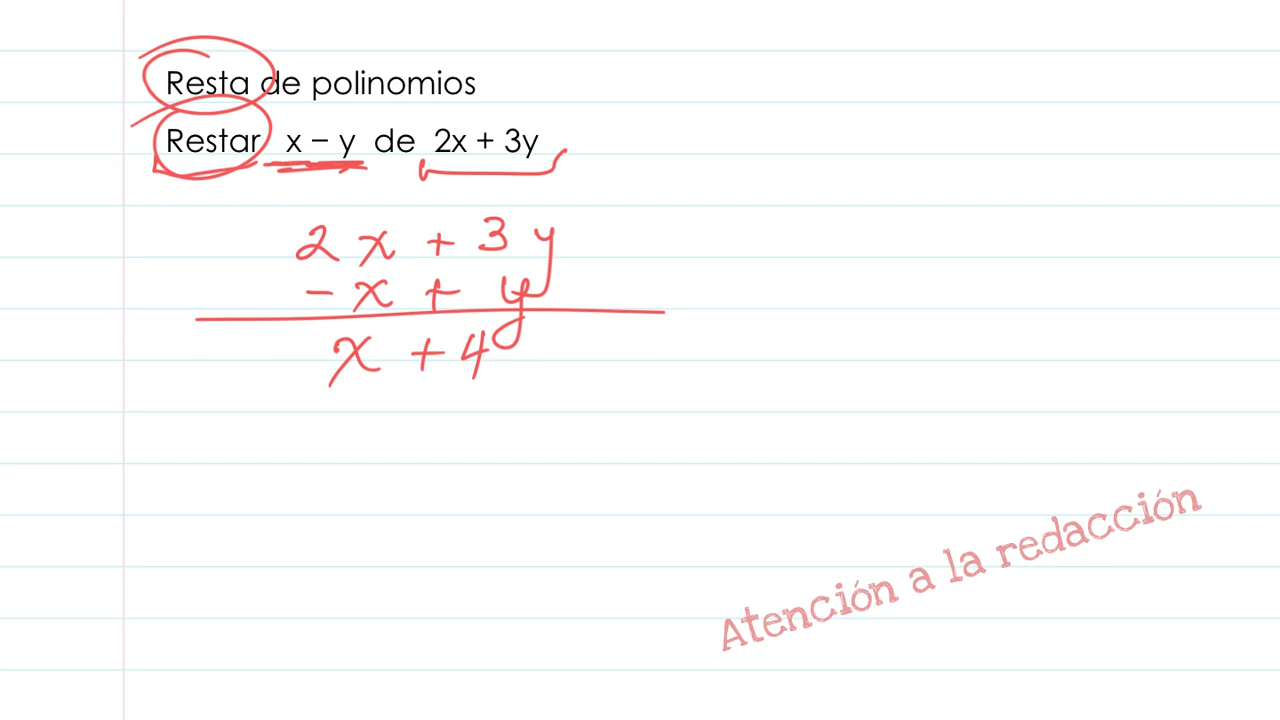 Resta de polinomios
Restar x – y de 2x + 3y
2x + 3y
- x + y
x + 4y
Atención a la redacción